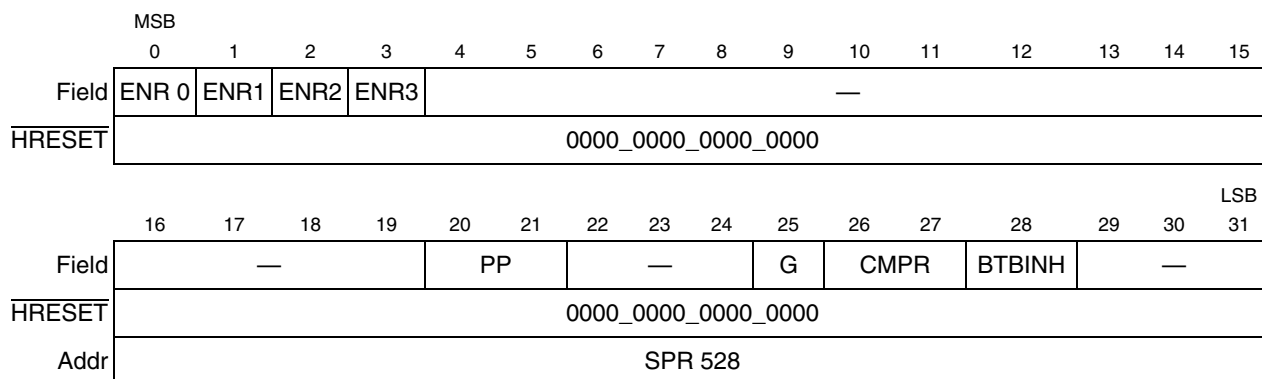 MSB
0 1 2 3 4 5 6 7 8 9 10 11 12 13 14 15
Field ENR 0 ENR1 ENR2 ENR3 —
HRESET 0000_0000_0000_0000
LSB
16 17 18 19 20 21 22 23 24 25 26 27 28 29 30 31
Field — PP — G CMPR BTBINH —
HRESET 0000_0000_0000_0000
Addr SPR 528